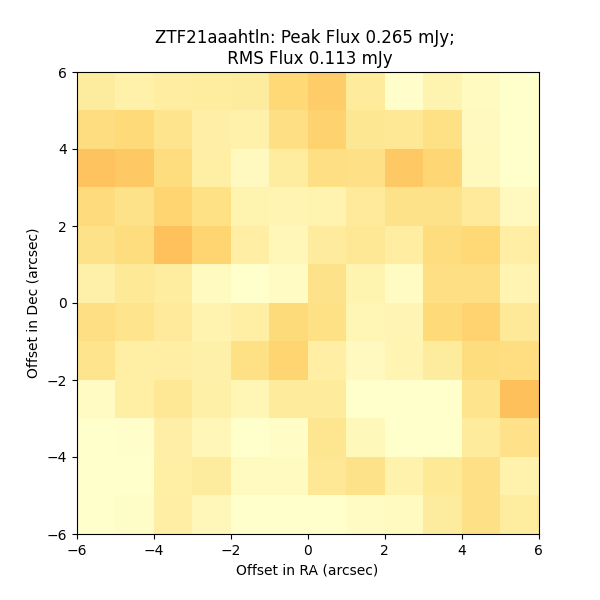 ZTF21aaahtln: Peak Flux 0.265 mJy;
RMS Flux 0.113 mJy
6
4
2
0
−2
−4
−6
Offset in Dec (arcsec)
−6 −4 −2 0 2 4 6
Offset in RA (arcsec)